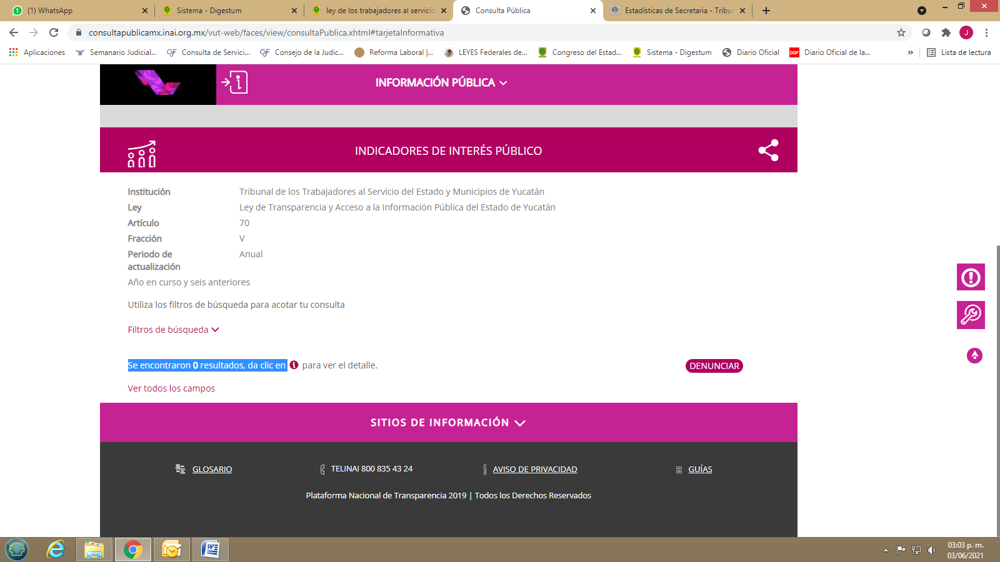 (1) WhatsApp
Sistema - Digestum
ley de los trabajadores al servicio
Consulta Pública
Estadísticas de Secretaria - Tribu
consultapublicamx.inai.org.mx/vut-web/faces/view/consultaPublica.xhtml#tarjetaInformativa
J
Aplicaciones
Semanario Judicial...
Consulta de Servici...
Consejo de la Judic...
Reforma Laboral |...
LEYES Federales de...
Congreso del Estad...
Sistema - Digestum
Diario Oficial
DOF
Diario Oficial de la...
»
Lista de lectura
INFORMACIÓN PÚBLICA
INDICADORES DE INTERÉS PÚBLICO
Institución Tribunal de los Trabajadores al Servicio del Estado y Municipios de Yucatán
Ley Ley de Transparencia y Acceso a la Información Pública del Estado de Yucatán
Artículo 70
Fracción V
Periodo de Anual
actualización
Año en curso y seis anteriores
Utiliza los filtros de búsqueda para acotar tu consulta
Filtros de búsqueda
Se encontraron 0 resultados, da clic en para ver el detalle.
DENUNCIAR
Ver todos los campos
SITIOS DE INFORMACIÓN
GLOSARIO
TELINAI 800 835 43 24
AVISO DE PRIVACIDAD
GUÍAS
Plataforma Nacional de Transparencia 2019 | Todos los Derechos Reservados
03:03 p. m.
03/06/2021